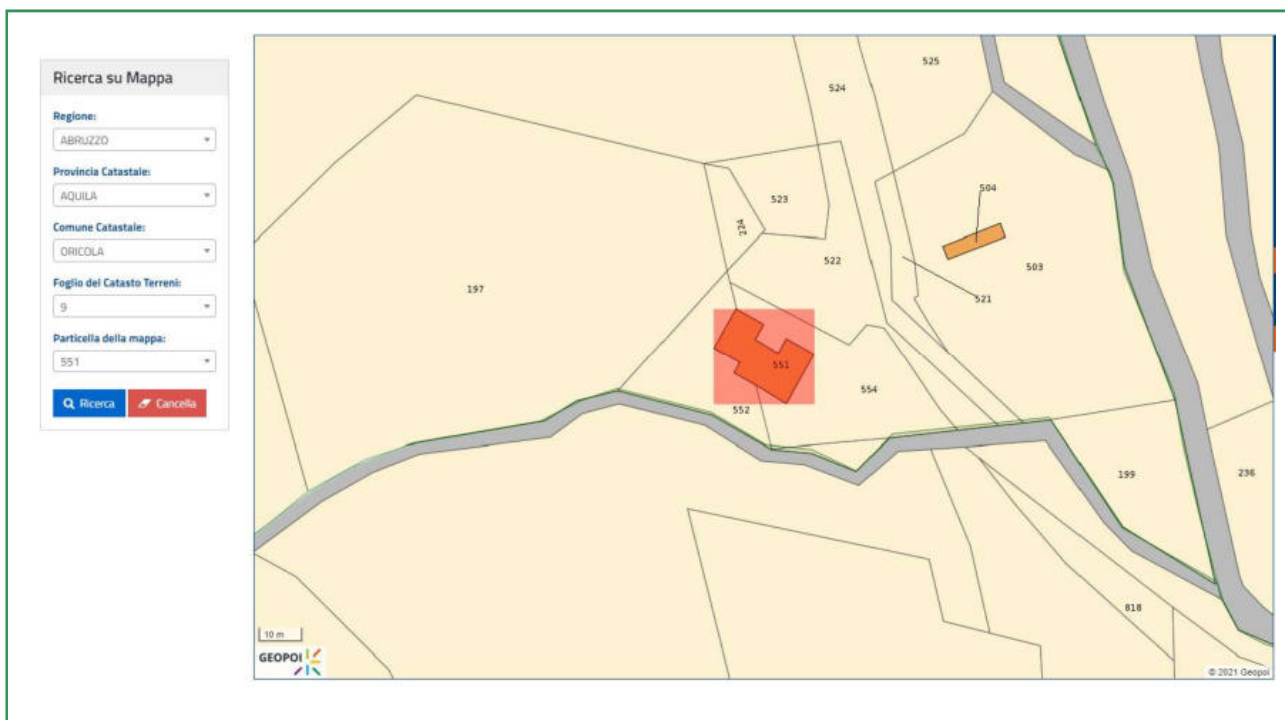 Ricerca su Mappa
Regione:
ABRUZZO
Provincia Catastale:
AQUILA
Comune Catastale:
ORICOLA
Foglio del Catasto Terreni:
9
Particella della mappa:
551
Ricerca Cancella
525
524
523
504
224
522
503
197
521
551
554
552
199
236
818
10 m
GEOPOI
© 2021 Geopoi